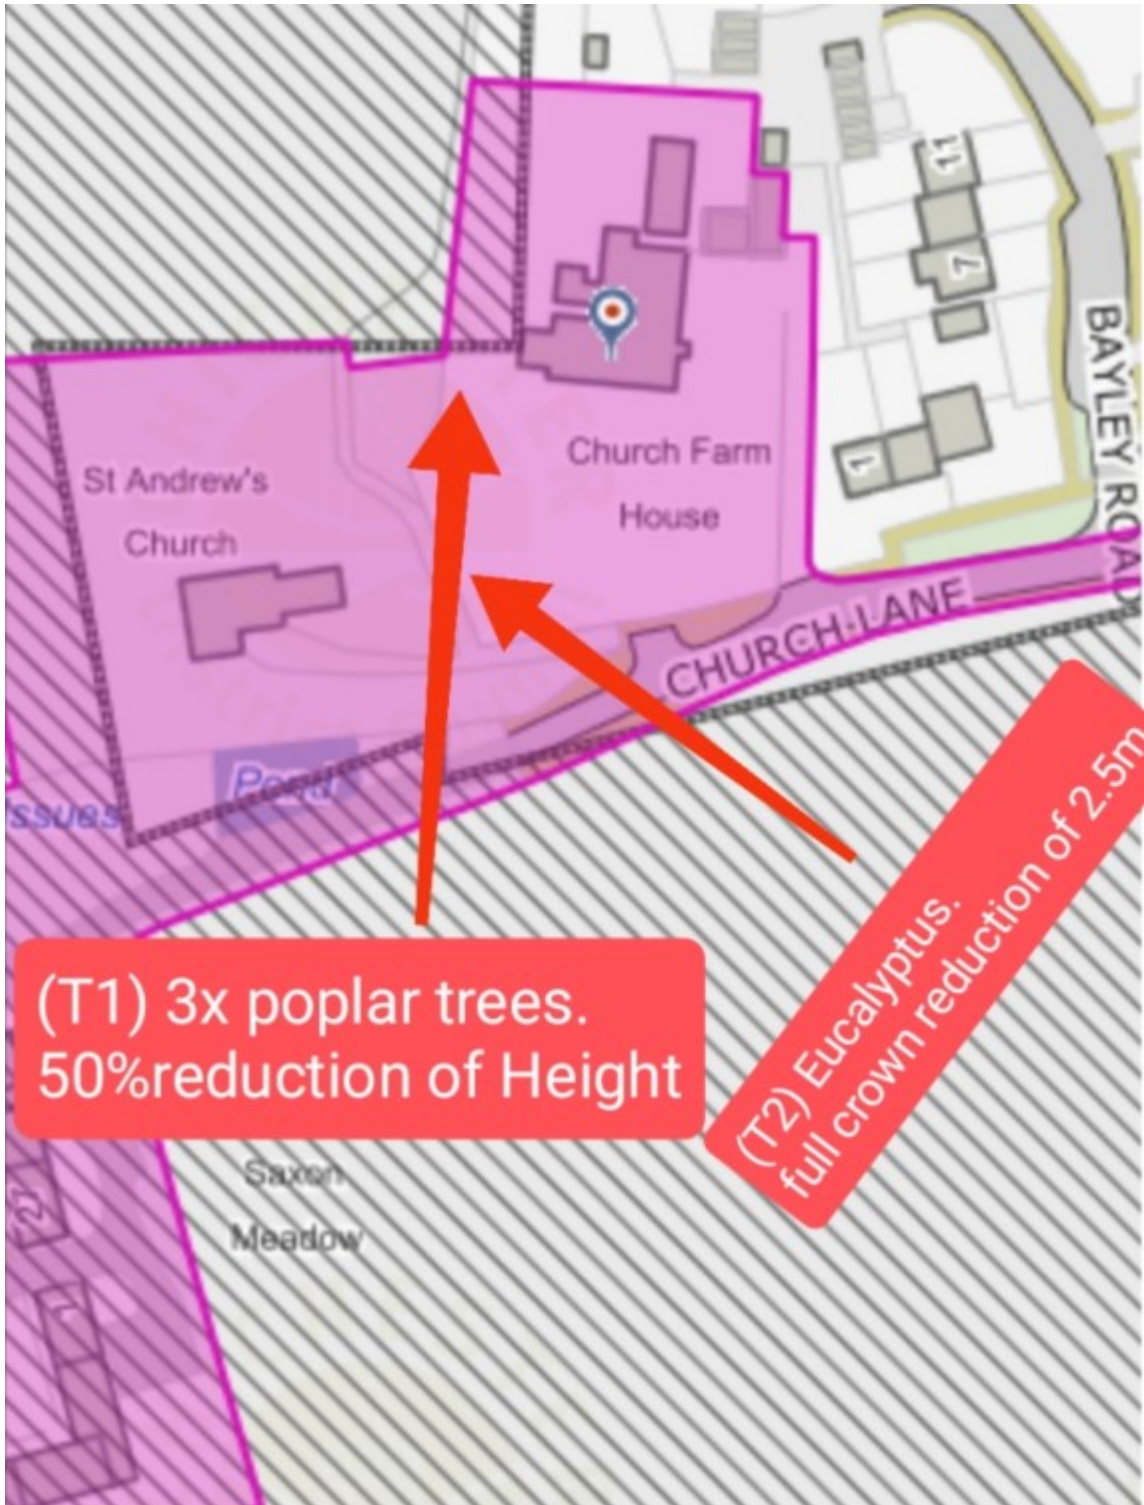 11
7
BAYLEY ROAD
1
St Andrew's
Church
Church Farm
House
CHURCH LANE
Pond
ssues
(T1) 3x poplar trees.
50%reduction of Height
(T2) Eucalyptus.
full crown reduction of 2.5m
Saxon
Meadow
27